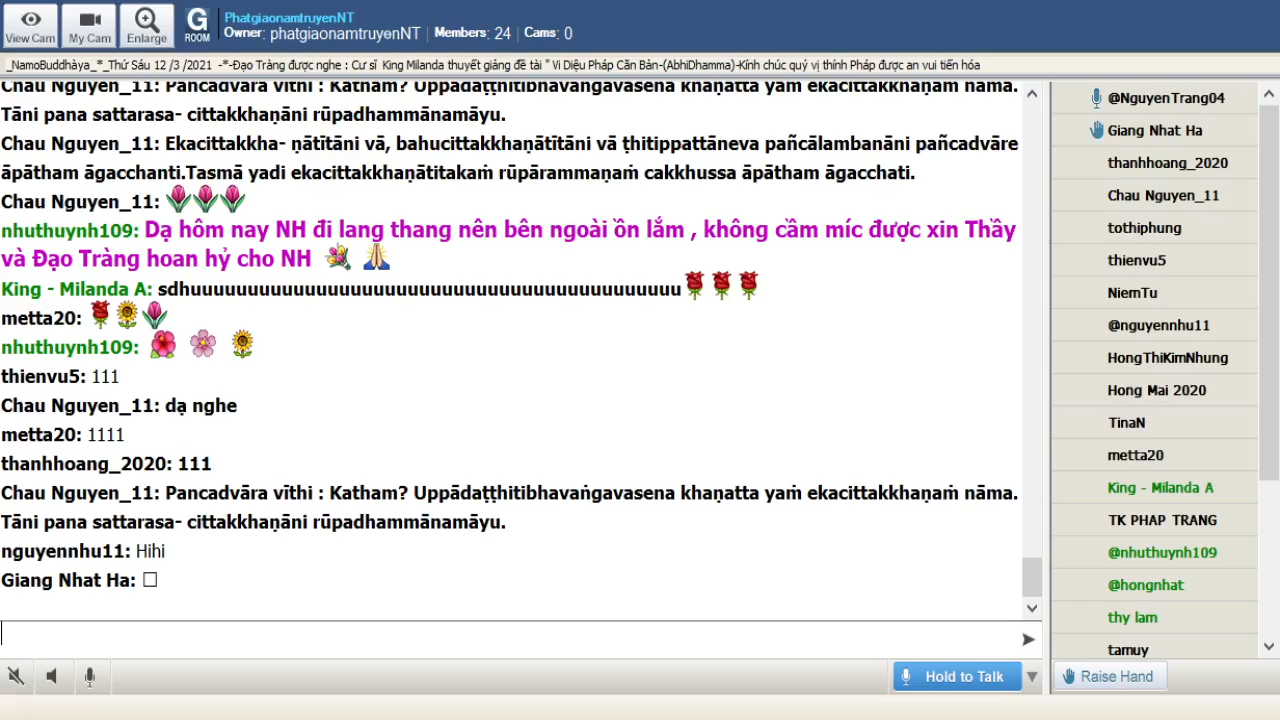 View Cam
My Cam
Enlarge
G
ROOM
PhatgiaonamtruyenNT
Owner: phatgiaonamtruyenNT | Members: 24 | Cams: 0
_NamoBuddhàya_*_Thứ Sáu 12 /3 /2021 -*-Đạo Tràng được nghe : Cư sĩ King Milanda thuyết giảng đề tài " Vi Diệu Pháp Căn Bản-(AbhiDhamma)-Kính chúc quý vị thính Pháp được an vui tiến hóa
Chau Nguyen_11: Pancadvāra vīthi : Katham? Uppādaṭṭhitibhavaṅgavasena khaṇatta yaṁ ekacittakkhaṇaṁ nāma.
Tāni pana sattarasa- cittakkhaṇāni rūpadhammānamāyu.
Chau Nguyen_11: Ekacittakkha- ṇātītāni vā, bahucittakkhaṇātītāni vā ṭhitippattāneva pañcālambanāni pañcadvāre
āpātham āgacchanti.Tasmā yadi ekacittakkhaṇātitakaṁ rūpārammaṇaṁ cakkhussa āpātham āgacchati.
Chau Nguyen_11:
nhuthuynh109: Dạ hôm nay NH đi lang thang nên bên ngoài ồn lắm , không cầm míc được xin Thầy
và Đạo Tràng hoan hỷ cho NH
King - Milanda A: sdhuuuuuuuuuuuuuuuuuuuuuuuuuuuuuuuuuuuuuuuuuuu
metta20:
nhuthuynh109:
thienvu5: 111
Chau Nguyen_11: dạ nghe
metta20: 1111
thanhhoang_2020: 111
Chau Nguyen_11: Pancadvāra vīthi : Katham? Uppādaṭṭhitibhavaṅgavasena khaṇatta yaṁ ekacittakkhaṇaṁ nāma.
Tāni pana sattarasa- cittakkhaṇāni rūpadhammānamāyu.
nguyennhu11: Hihi
Giang Nhat Ha:
Hold to Talk
@NguyenTrang04
Giang Nhat Ha
thanhhoang_2020
Chau Nguyen_11
tothiphung
thienvu5
NiemTu
@nguyennhu11
HongThiKimNhung
Hong Mai 2020
TinaN
metta20
King - Milanda A
TK PHAP TRANG
@nhuthuynh109
@hongnhat
thy lam
tamuy
Raise Hand